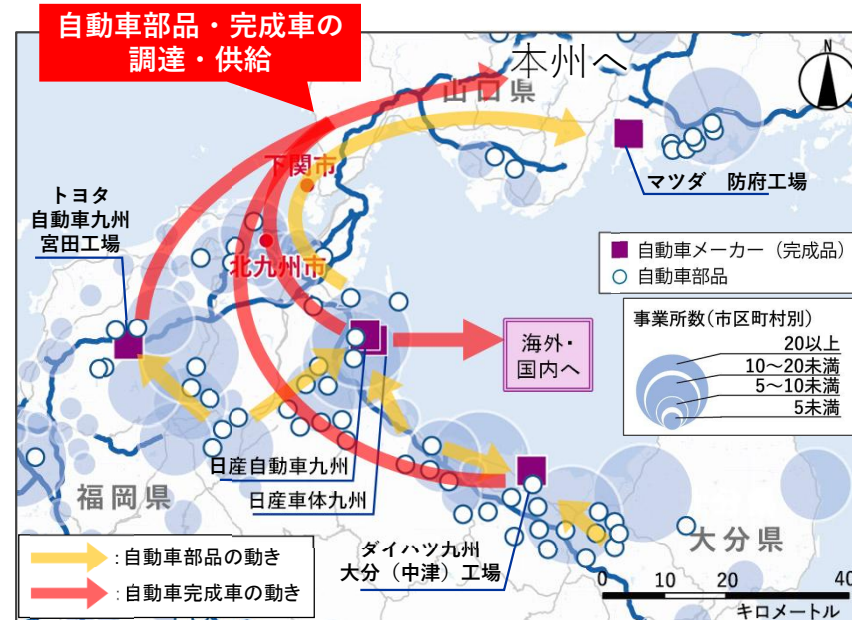 自動車部品・完成車の
調達・供給
本州へ
N
山口県
下関市
マツダ　防府工場
トヨタ
自動車九州
宮田工場
北九州市
自動車メーカー（完成品）
自動車部品
事業所数（市区町村別）
20以上
10～20未満
5～10未満
5未満
海外・
国内へ
日産自動車九州
日産車体九州
福岡県
大分県
ダイハツ九州
大分（中津）工場
：自動車部品の動き
：自動車完成車の動き
0 10 20 40
キロメートル